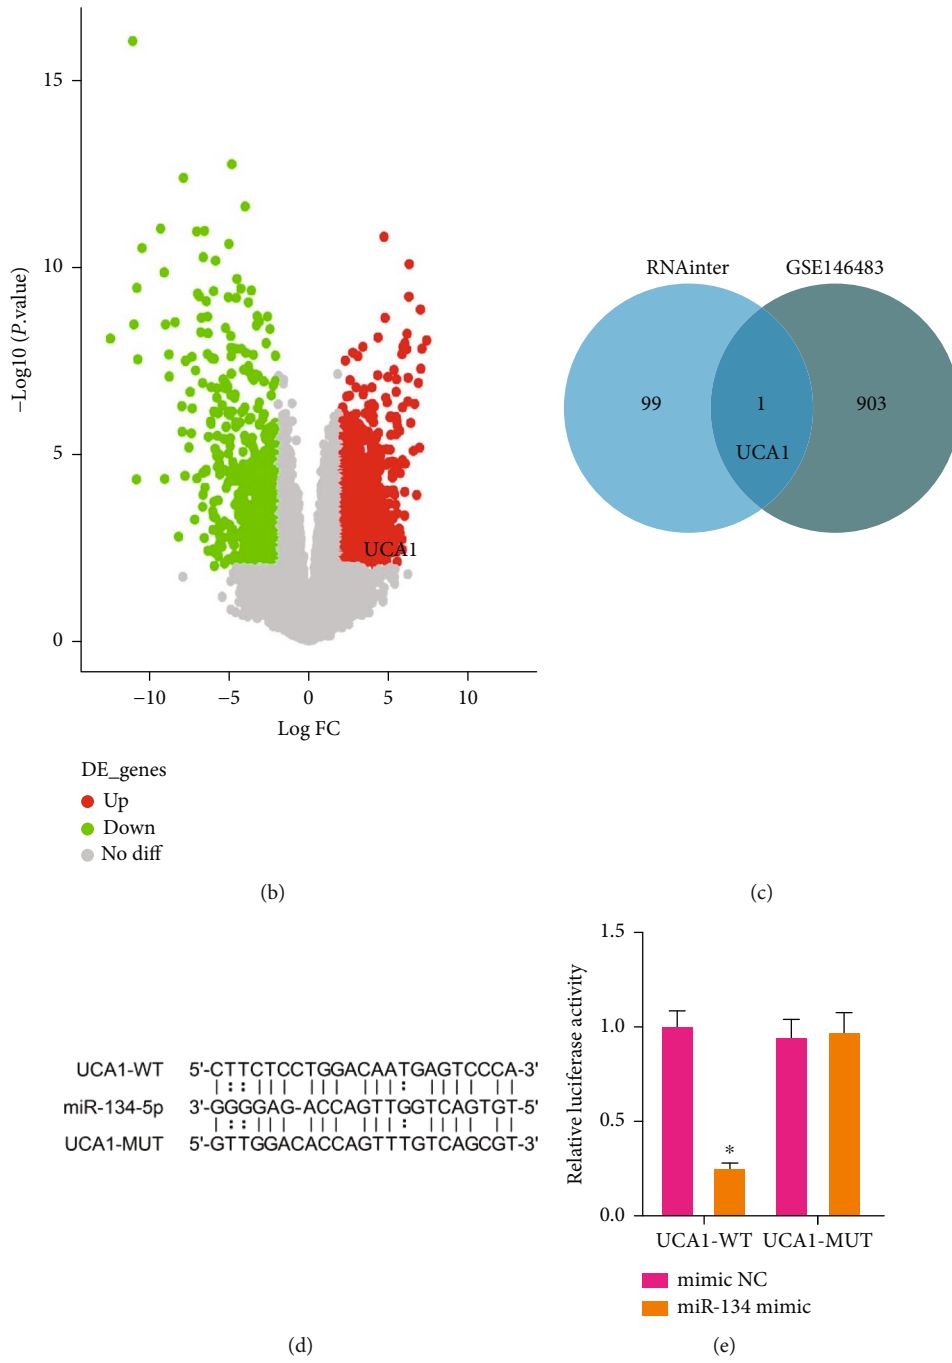 15
10
5
0
−Log10 (P.value)
UCA1
−10 −5 0 5 10
Log FC
DE_genes
Up
Down
No diff
(b)
RNAinter GSE146483
99 1 903
UCA1
(c)
UCA1-WT 5'-CTTCTCCTGGACAATGAGTCCCA-3'
miR-134-5p 3'-GGGGAG-ACCAGTTGGTCAGTGT-5'
UCA1-MUT 5'-GTTGGACACCAGTTTGTCAGCGT-3'
(d)
1.5
1.0
0.5
0.0
Relative luciferase activity
*
UCA1-WT UCA1-MUT
mimic NC
miR-134 mimic
(e)